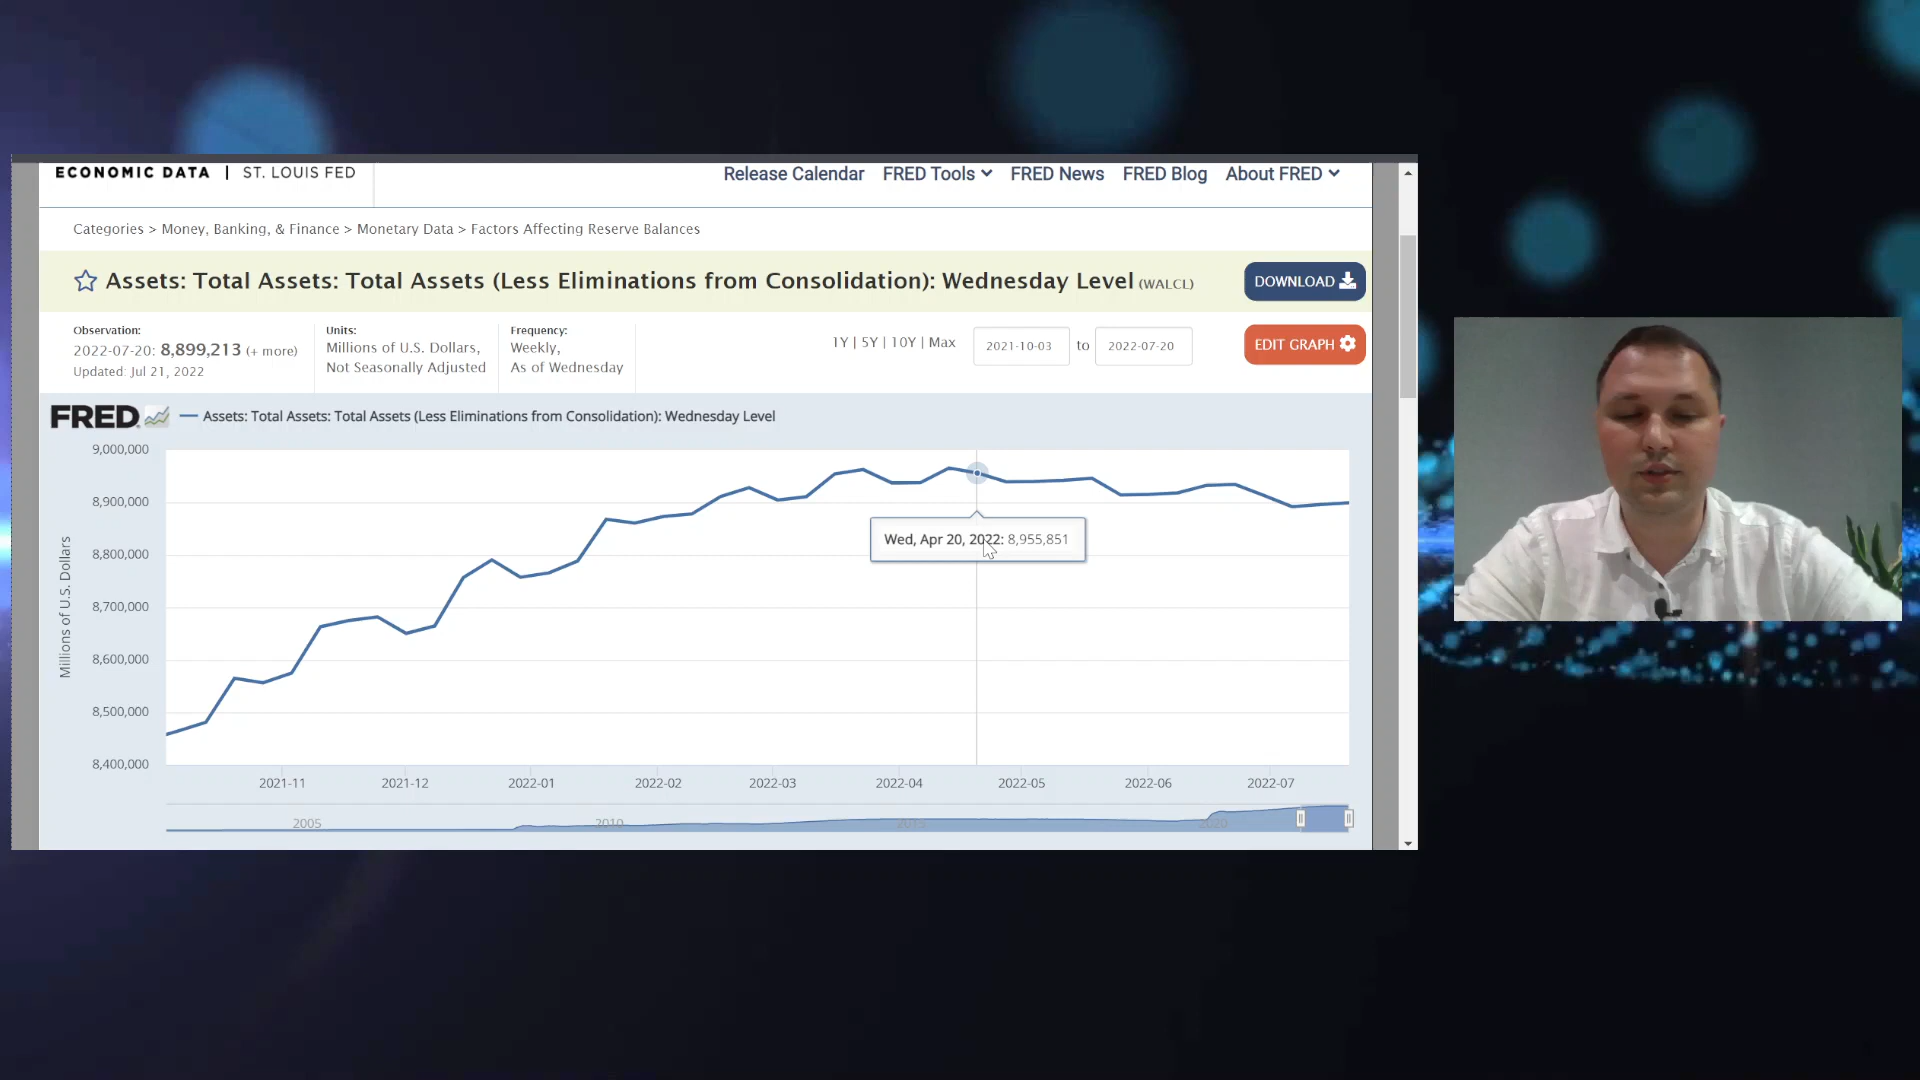 ECONOMIC DATA | ST. LOUIS FED
Release Calendar FRED Tools FRED News FRED Blog About FRED
Categories > Money, Banking, & Finance > Monetary Data > Factors Affecting Reserve Balances
Assets: Total Assets: Total Assets (Less Eliminations from Consolidation): Wednesday Level (WALCL)
DOWNLOAD
Observation:
2022-07-20: 8,899,213 (+ more)
Updated: Jul 21, 2022
Units:
Millions of U.S. Dollars,
Not Seasonally Adjusted
Frequency:
Weekly,
As of Wednesday
1Y | 5Y | 10Y | Max
2021-10-03 to 2022-07-20
EDIT GRAPH
FRED
Assets: Total Assets: Total Assets (Less Eliminations from Consolidation): Wednesday Level
Millions of U.S. Dollars
9,000,000
8,900,000
8,800,000
8,700,000
8,600,000
8,500,000
8,400,000
Wed, Apr 20, 2022: 8,955,851
2021-11 2021-12 2022-01 2022-02 2022-03 2022-04 2022-05 2022-06 2022-07
2005 2010 2015 2020